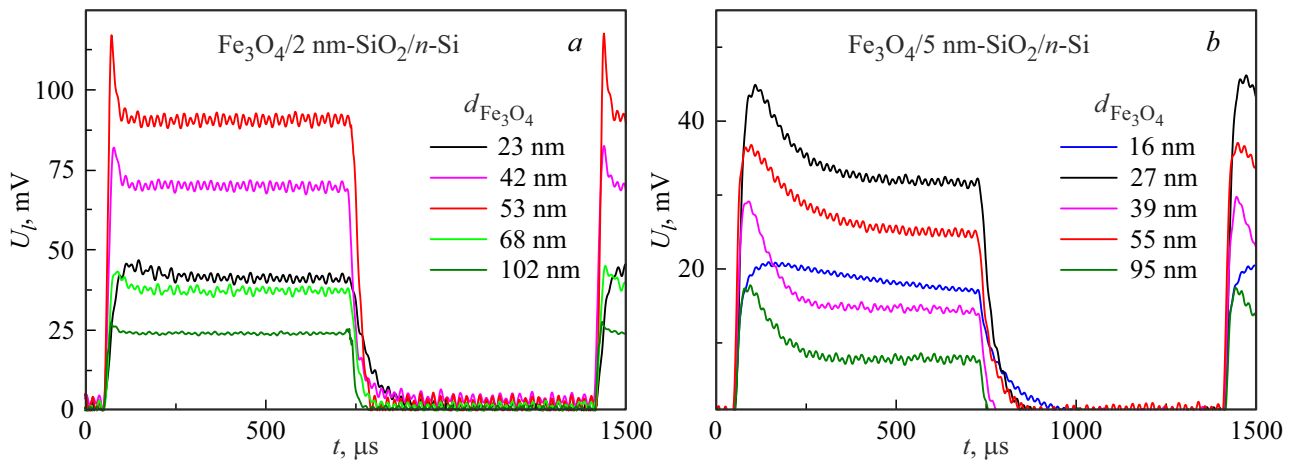 Fe₃O₄/2 nm-SiO₂/n-Si
a
d Fe₃O₄
23 nm
42 nm
53 nm
68 nm
102 nm
100
75
50
25
0
Uₗ, mV
0
500
1000
1500
t, μs
Fe₃O₄/5 nm-SiO₂/n-Si
b
d Fe₃O₄
16 nm
27 nm
39 nm
55 nm
95 nm
40
20
Uₗ, mV
0
500
1000
1500
t, μs